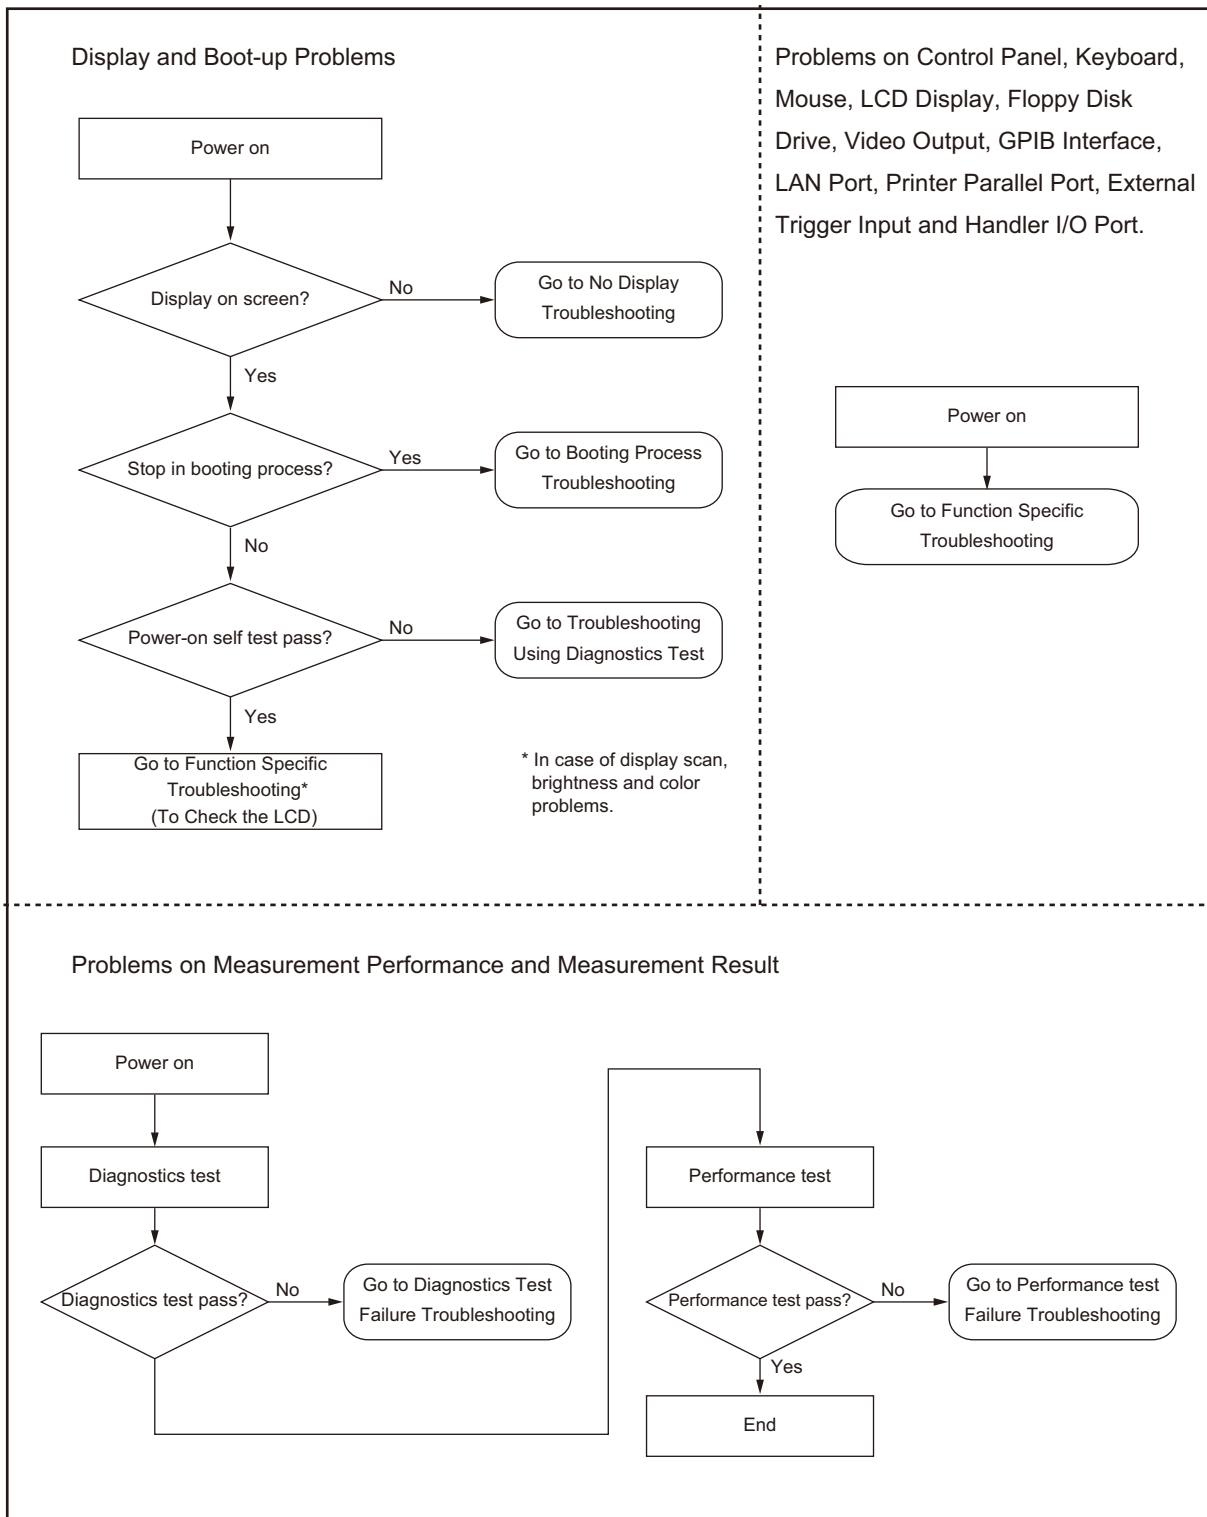 Display and Boot-up Problems
Power on
Display on screen?
No
Go to No Display
Troubleshooting
Yes
Stop in booting process?
Yes
Go to Booting Process
Troubleshooting
No
Power-on self test pass?
No
Go to Troubleshooting
Using Diagnostics Test
Yes
Go to Function Specific
Troubleshooting*
(To Check the LCD)
* In case of display scan,
brightness and color
problems.
Problems on Control Panel, Keyboard,
Mouse, LCD Display, Floppy Disk
Drive, Video Output, GPIB Interface,
LAN Port, Printer Parallel Port, External
Trigger Input and Handler I/O Port.
Power on
Go to Function Specific
Troubleshooting
Problems on Measurement Performance and Measurement Result
Power on
Diagnostics test
Diagnostics test pass?
No
Go to Diagnostics Test
Failure Troubleshooting
Performance test
Performance test pass?
No
Go to Performance test
Failure Troubleshooting
Yes
End